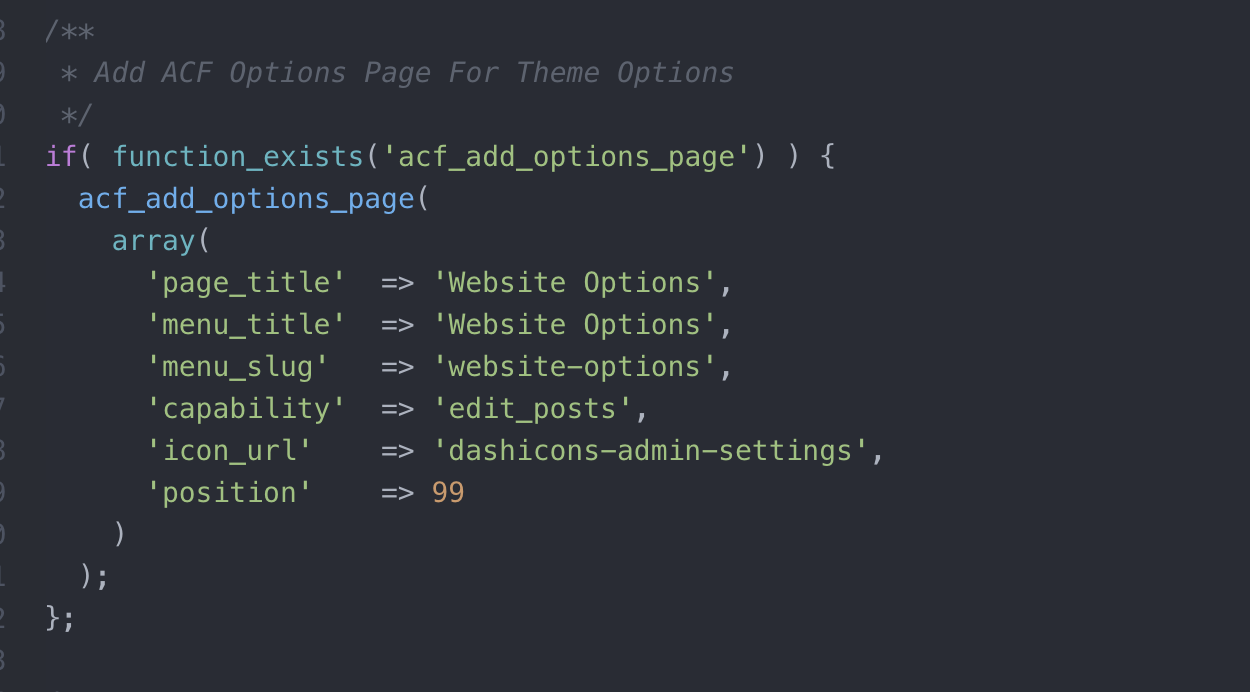 /**
 * Add ACF Options Page For Theme Options
 */
if( function_exists('acf_add_options_page') ) {
  acf_add_options_page(
    array(
      'page_title'  => 'Website Options',
      'menu_title'  => 'Website Options',
      'menu_slug'   => 'website-options',
      'capability'  => 'edit_posts',
      'icon_url'    => 'dashicons-admin-settings',
      'position'    => 99
    )
  );
};